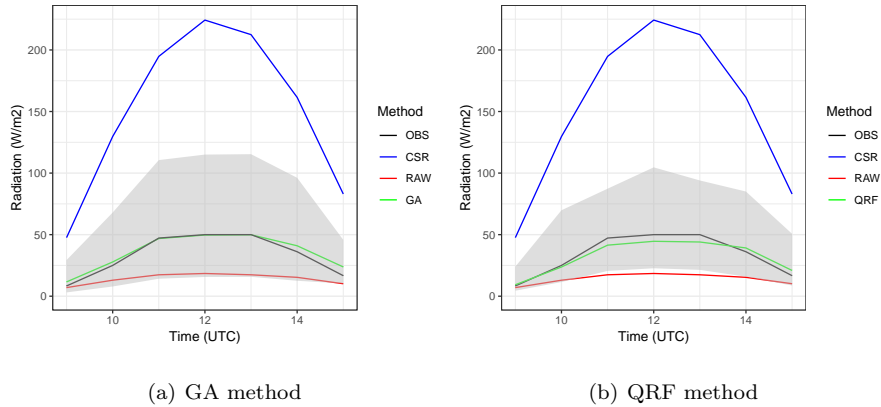 Radiation (W/m2)
200
150
100
50
0
10
12
14
Time (UTC)
Method
OBS
CSR
RAW
GA
(a) GA method
Radiation (W/m2)
200
150
100
50
0
10
12
14
Time (UTC)
Method
OBS
CSR
RAW
QRF
(b) QRF method